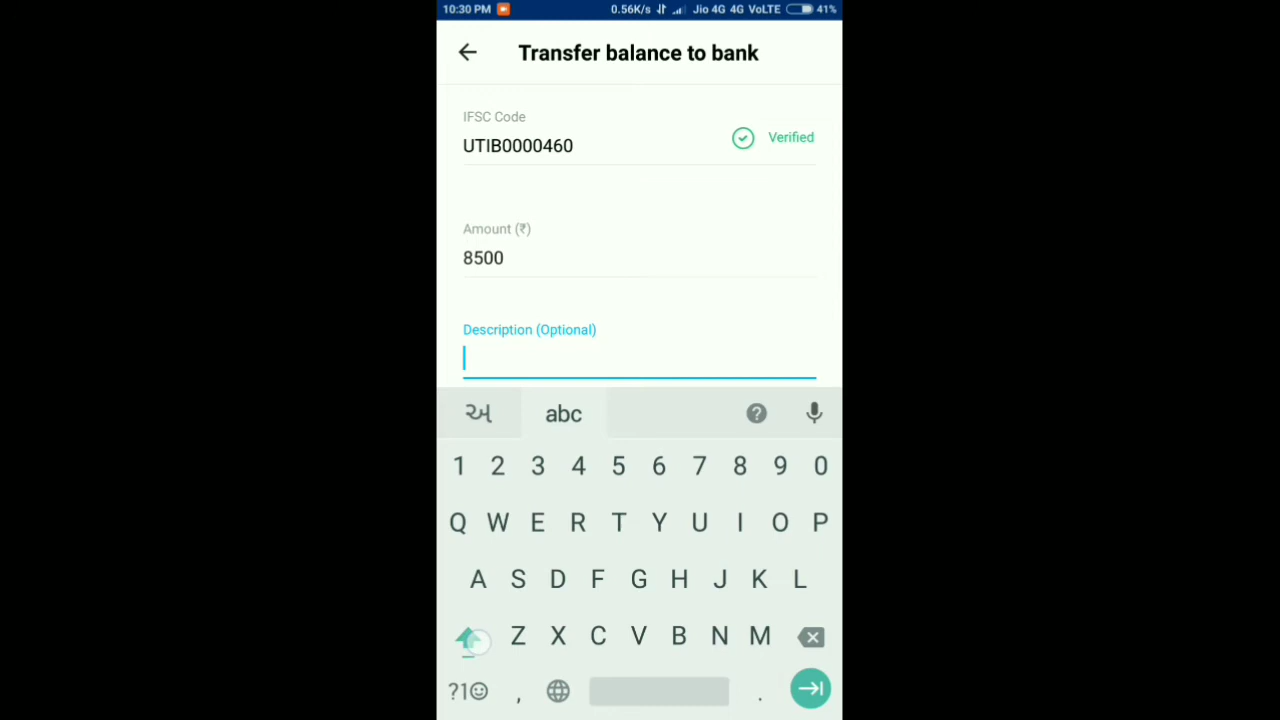 10:30 PM 0.56K/s Jio 4G 4G VoLTE 41%
Transfer balance to bank
IFSC Code
UTIB0000460 Verified
Amount (₹)
8500
Description (Optional)
અ abc ?
1 2 3 4 5 6 7 8 9 0
Q W E R T Y U I O P
A S D F G H J K L
Z X C V B N M
?1☺ , .